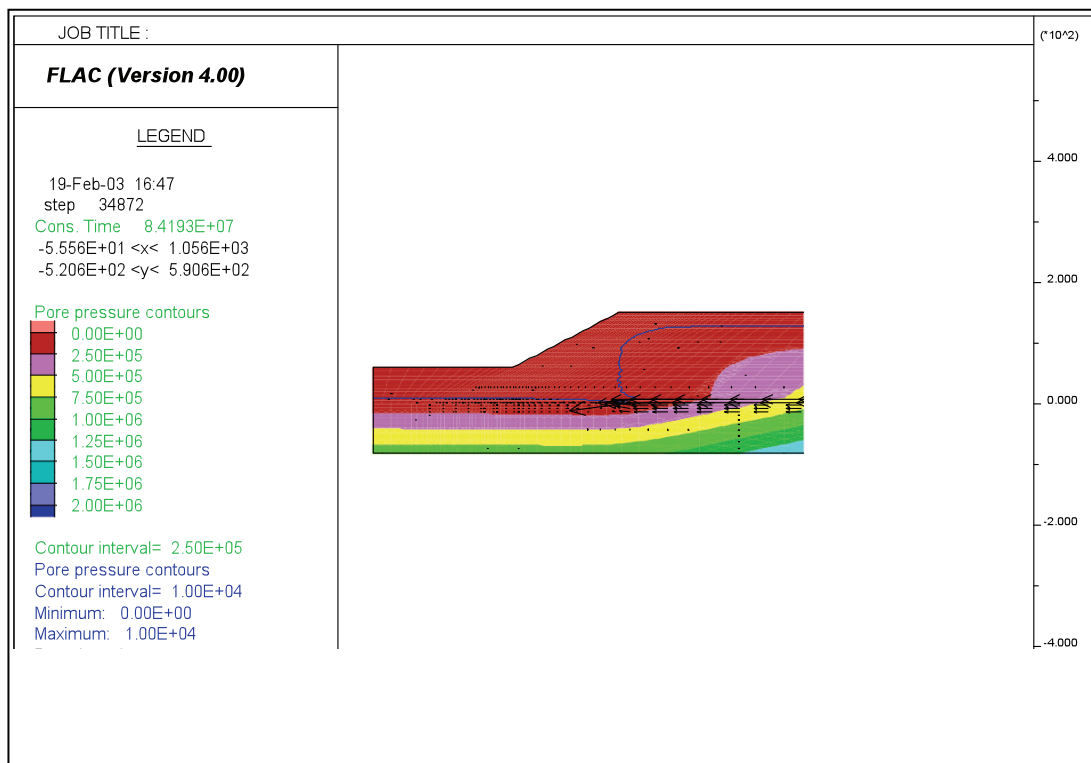 JOB TITLE :
FLAC (Version 4.00)
LEGEND
19-Feb-03 16:47
step 34872
Cons. Time 8.4193E+07
-5.556E+01 <x< 1.056E+03
-5.206E+02 <y< 5.906E+02
Pore pressure contours
0.00E+00
2.50E+05
5.00E+05
7.50E+05
1.00E+06
1.25E+06
1.50E+06
1.75E+06
2.00E+06
Contour interval= 2.50E+05
Pore pressure contours
Contour interval= 1.00E+04
Minimum: 0.00E+00
Maximum: 1.00E+04
(*10^2)
4.000
2.000
0.000
-2.000
-4.000